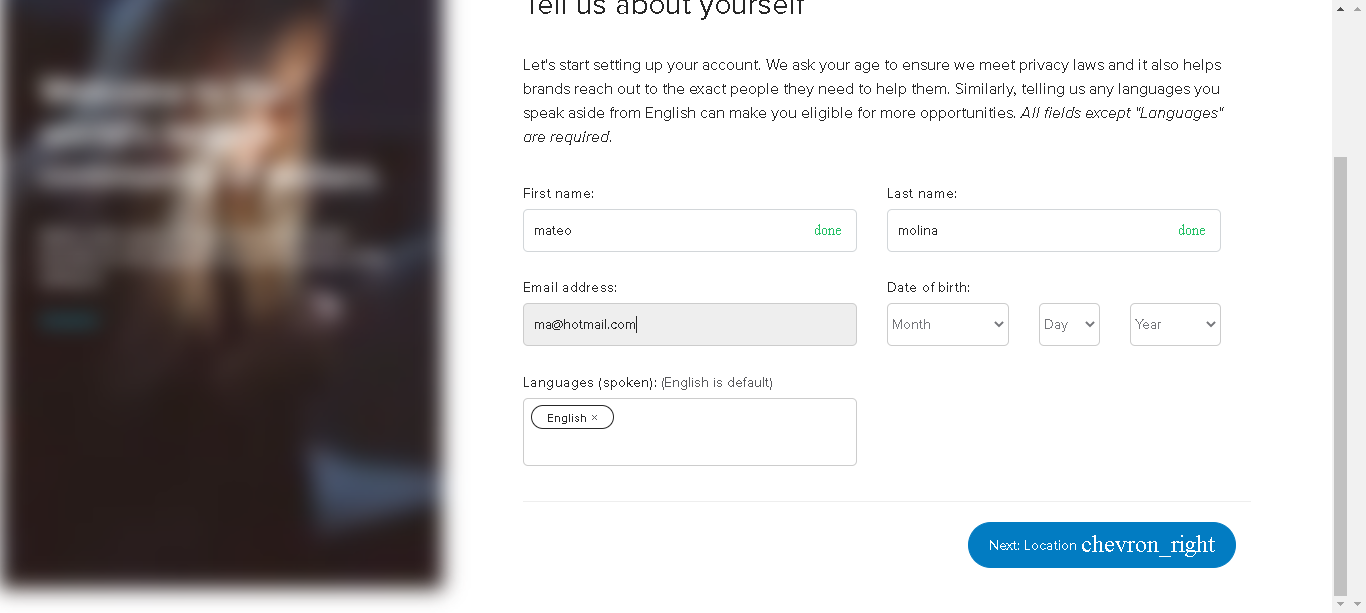 Tell us about yourself
Let's start setting up your account. We ask your age to ensure we meet privacy laws and it also helps
brands reach out to the exact people they need to help them. Similarly, telling us any languages you
speak aside from English can make you eligible for more opportunities. All fields except "Languages"
are required.
First name:
Last name:
mateo done
molina done
Email address:
Date of birth:
ma@hotmail.com
Month Day Year
Languages (spoken): (English is default)
English ×
Next: Location chevron_right